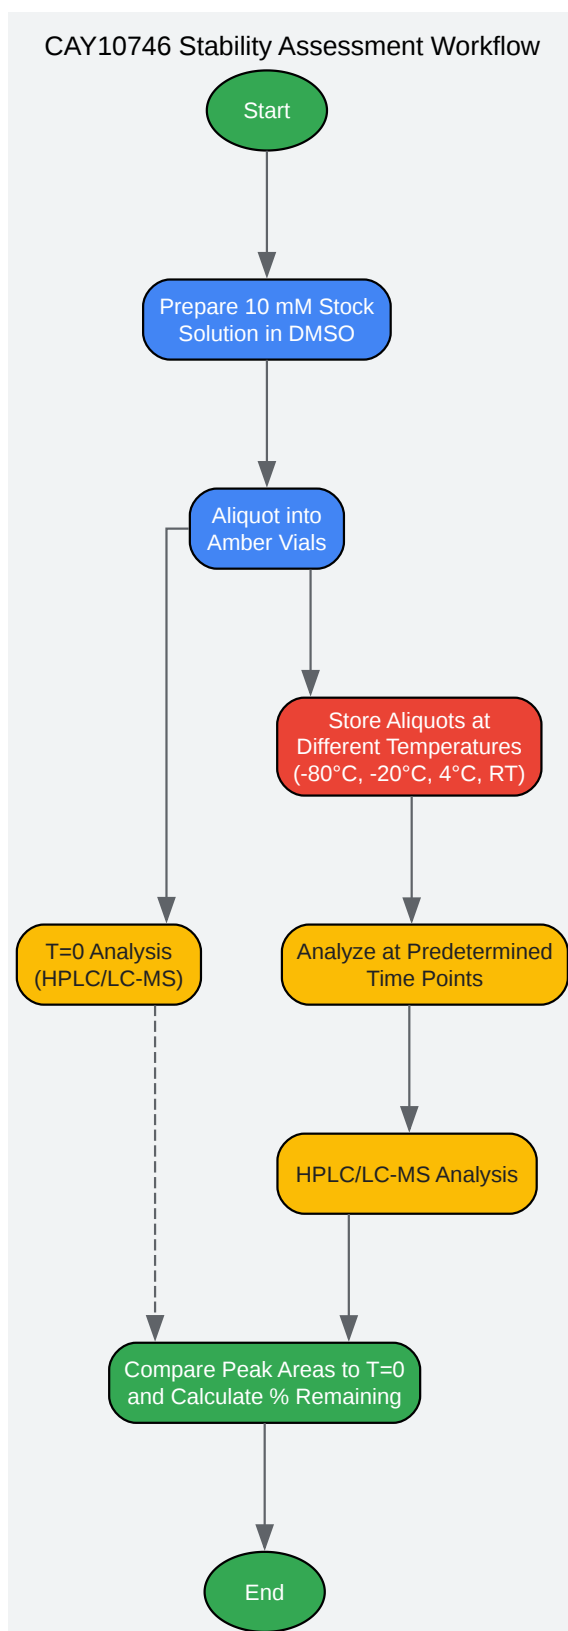 CAY10746 Stability Assessment Workflow
Start
Prepare 10 mM Stock
Solution in DMSO
Aliquot into
Amber Vials
Store Aliquots at
Different Temperatures
(-80°C, -20°C, 4°C, RT)
T=0 Analysis
(HPLC/LC-MS)
Analyze at Predetermined
Time Points
HPLC/LC-MS Analysis
Compare Peak Areas to T=0
and Calculate % Remaining
End